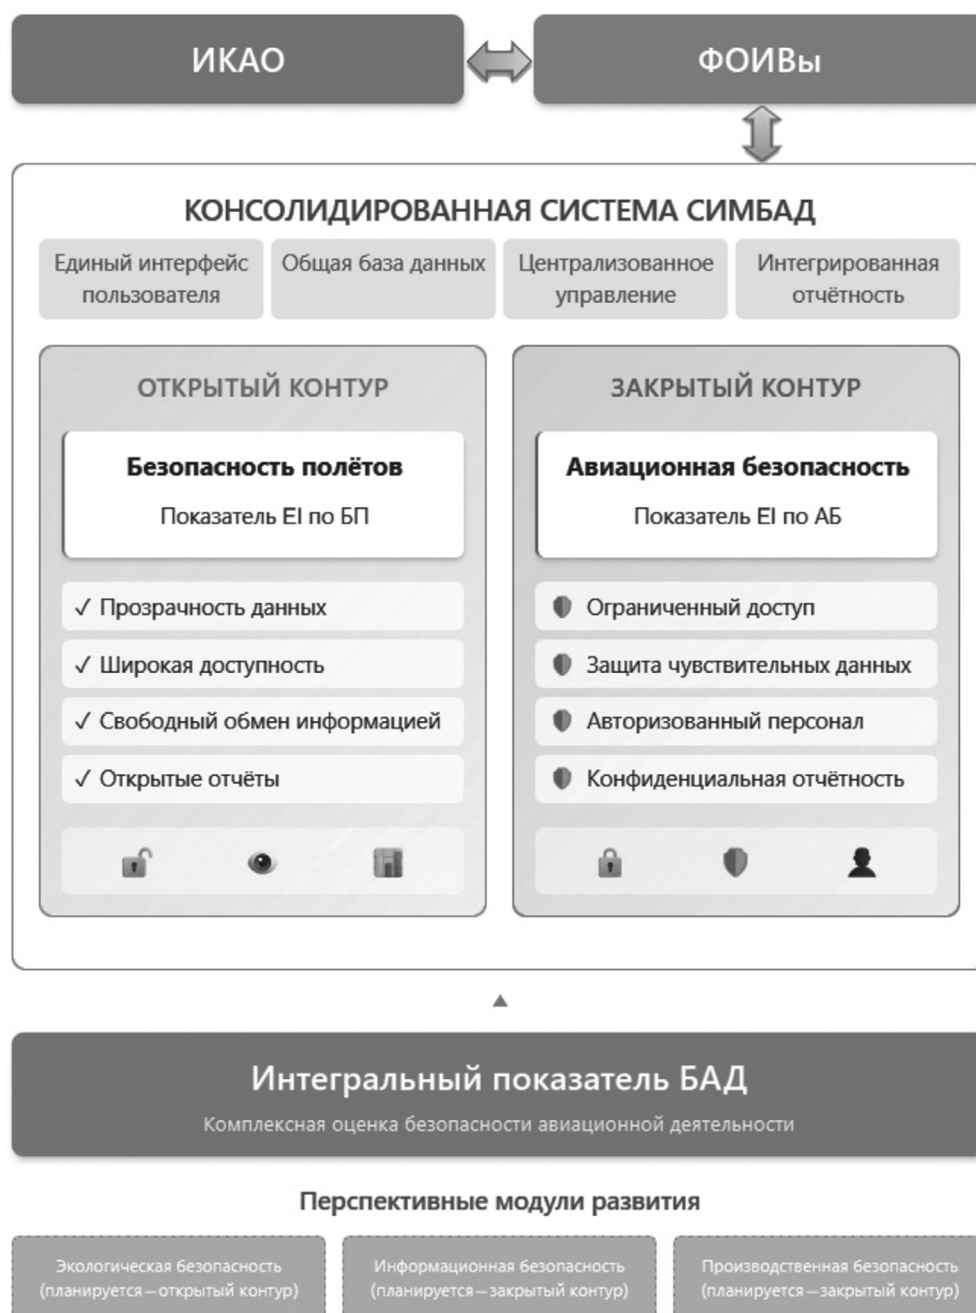 ИКАО
ФОИВы
КОНСОЛИДИРОВАННАЯ СИСТЕМА СИМБАД
Единый интерфейс
пользователя
Общая база данных
Централизованное
управление
Интегрированная
отчётность
ОТКРЫТЫЙ КОНТУР
Безопасность полётов
Показатель EI по БП
✓ Прозрачность данных
✓ Широкая доступность
✓ Свободный обмен информацией
✓ Открытые отчёты
ЗАКРЫТЫЙ КОНТУР
Авиационная безопасность
Показатель EI по АБ
Ограниченный доступ
Защита чувствительных данных
Авторизованный персонал
Конфиденциальная отчётность
Интегральный показатель БАД
Комплексная оценка безопасности авиационной деятельности
Перспективные модули развития
Экологическая безопасность
(планируется—открытый контур)
Информационная безопасность
(планируется—закрытый контур)
Производственная безопасность
(планируется—закрытый контур)